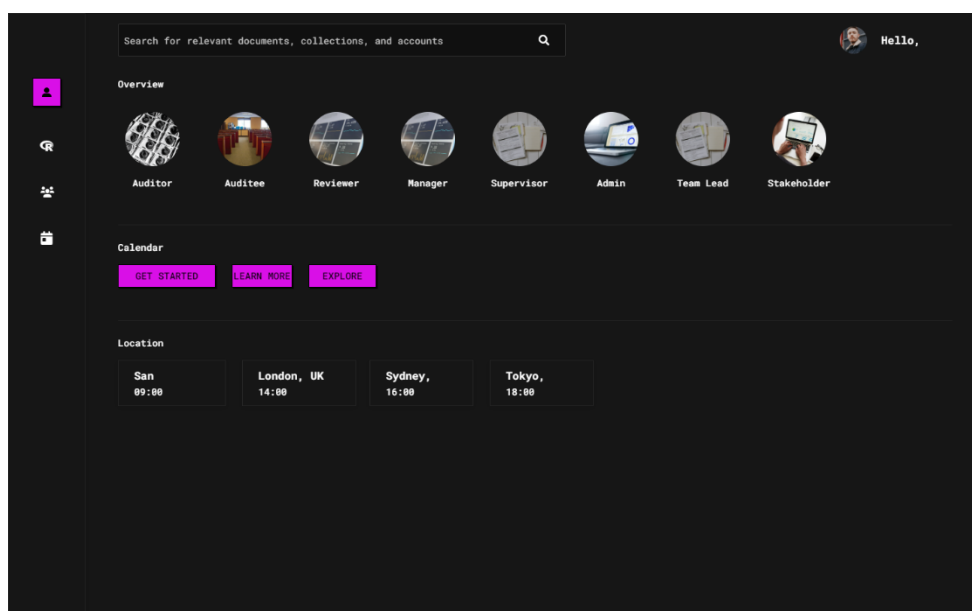 Search for relevant documents, collections, and accounts
Hello,
Overview
Auditor
Auditee
Reviewer
Manager
Supervisor
Admin
Team Lead
Stakeholder
Calendar
GET STARTED
LEARN MORE
EXPLORE
Location
San
09:00
London, UK
14:00
Sydney,
16:00
Tokyo,
18:00